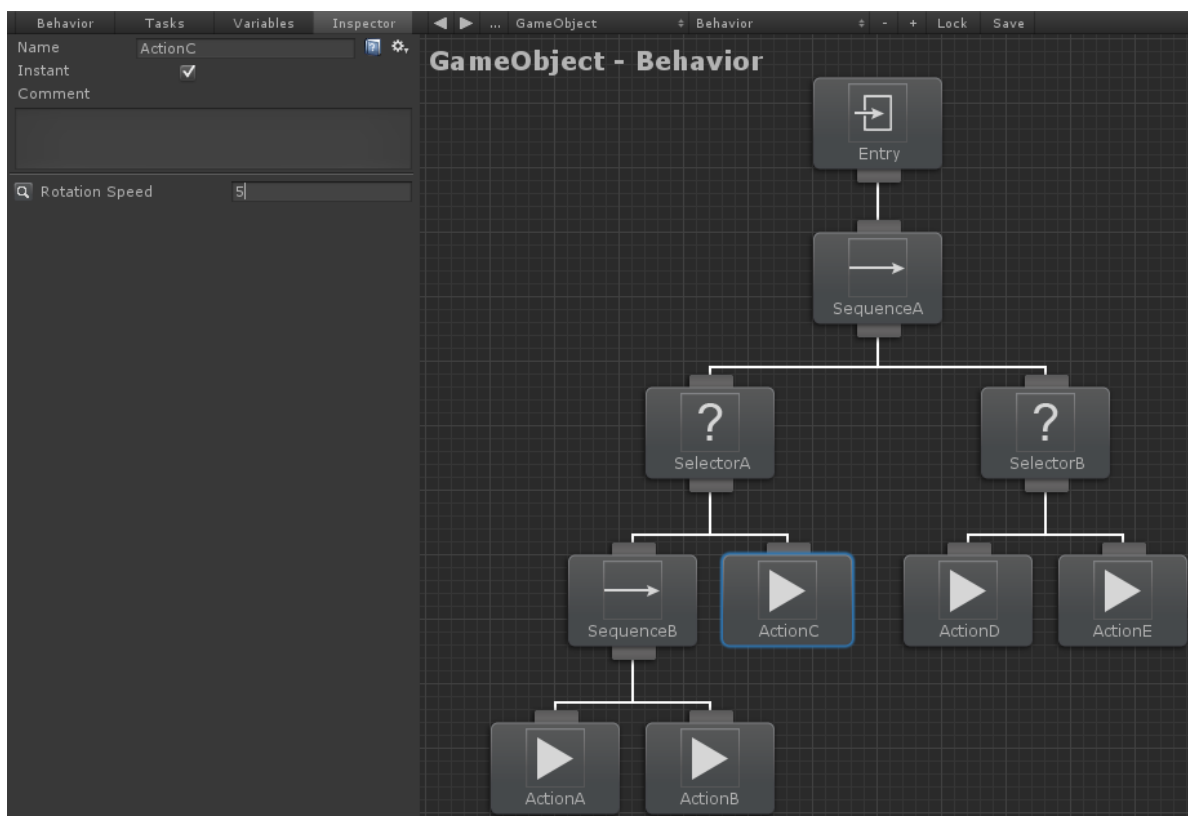 Behavior Tasks Variables Inspector
... GameObject Behavior - + Lock Save
Name ActionC
Instant
Comment
Rotation Speed 5
GameObject - Behavior
Entry
SequenceA
SelectorA SelectorB
?
?
SequenceB ActionC ActionD ActionE
ActionA ActionB